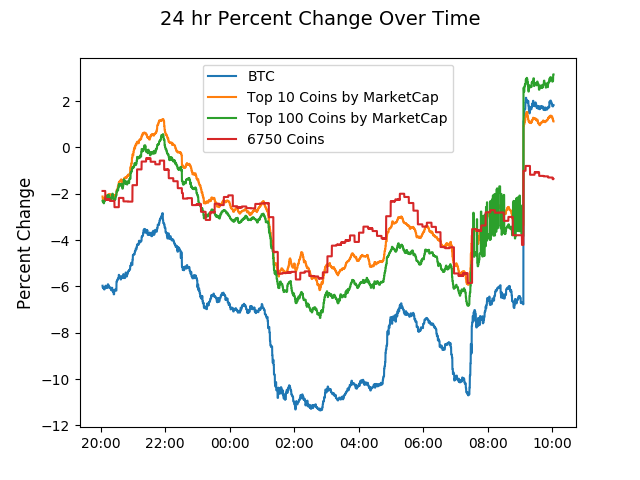 24 hr Percent Change Over Time
BTC
Top 10 Coins by MarketCap
Top 100 Coins by MarketCap
6750 Coins
Percent Change
2
0
−2
−4
−6
−8
−10
−12
20:00 22:00 00:00 02:00 04:00 06:00 08:00 10:00